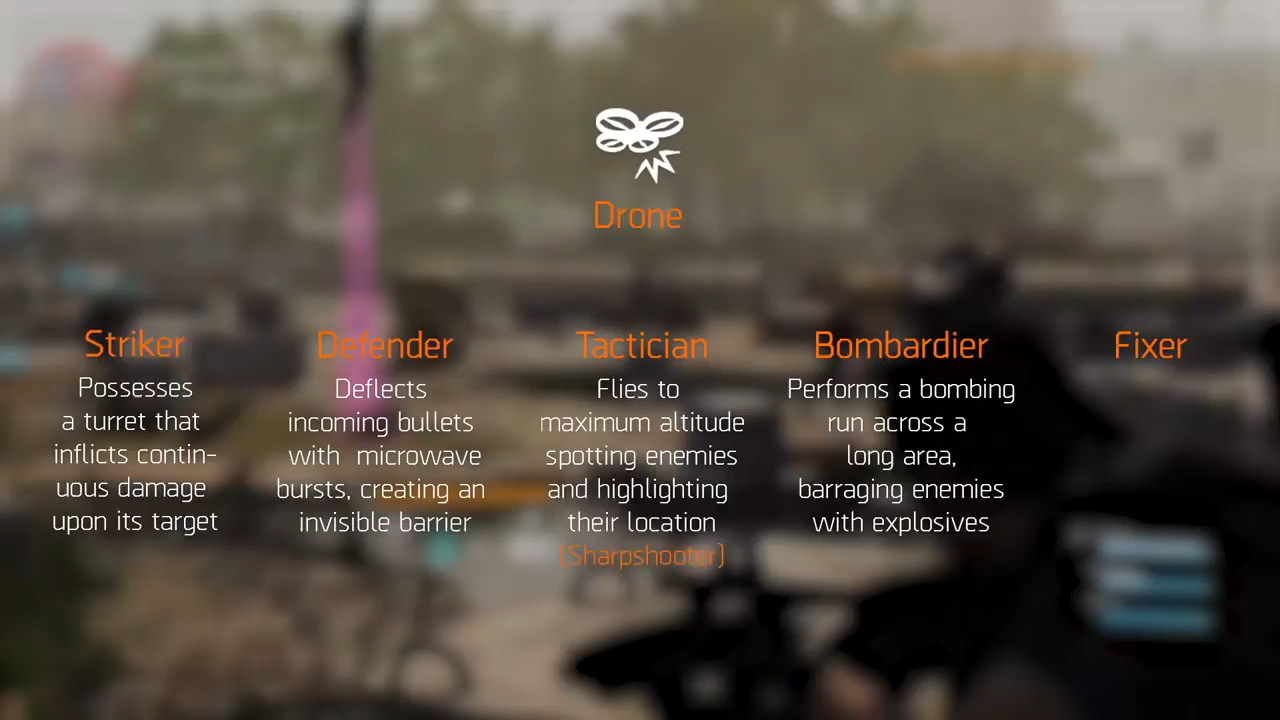 Drone
Striker
Possesses
a turret that
inflicts contin-
uous damage
upon its target
Defender
Deflects
incoming bullets
with microwave
bursts, creating an
invisible barrier
Tactician
Flies to
maximum altitude
spotting enemies
and highlighting
their location
(Sharpshooter)
Bombardier
Performs a bombing
run across a
long area,
barraging enemies
with explosives
Fixer